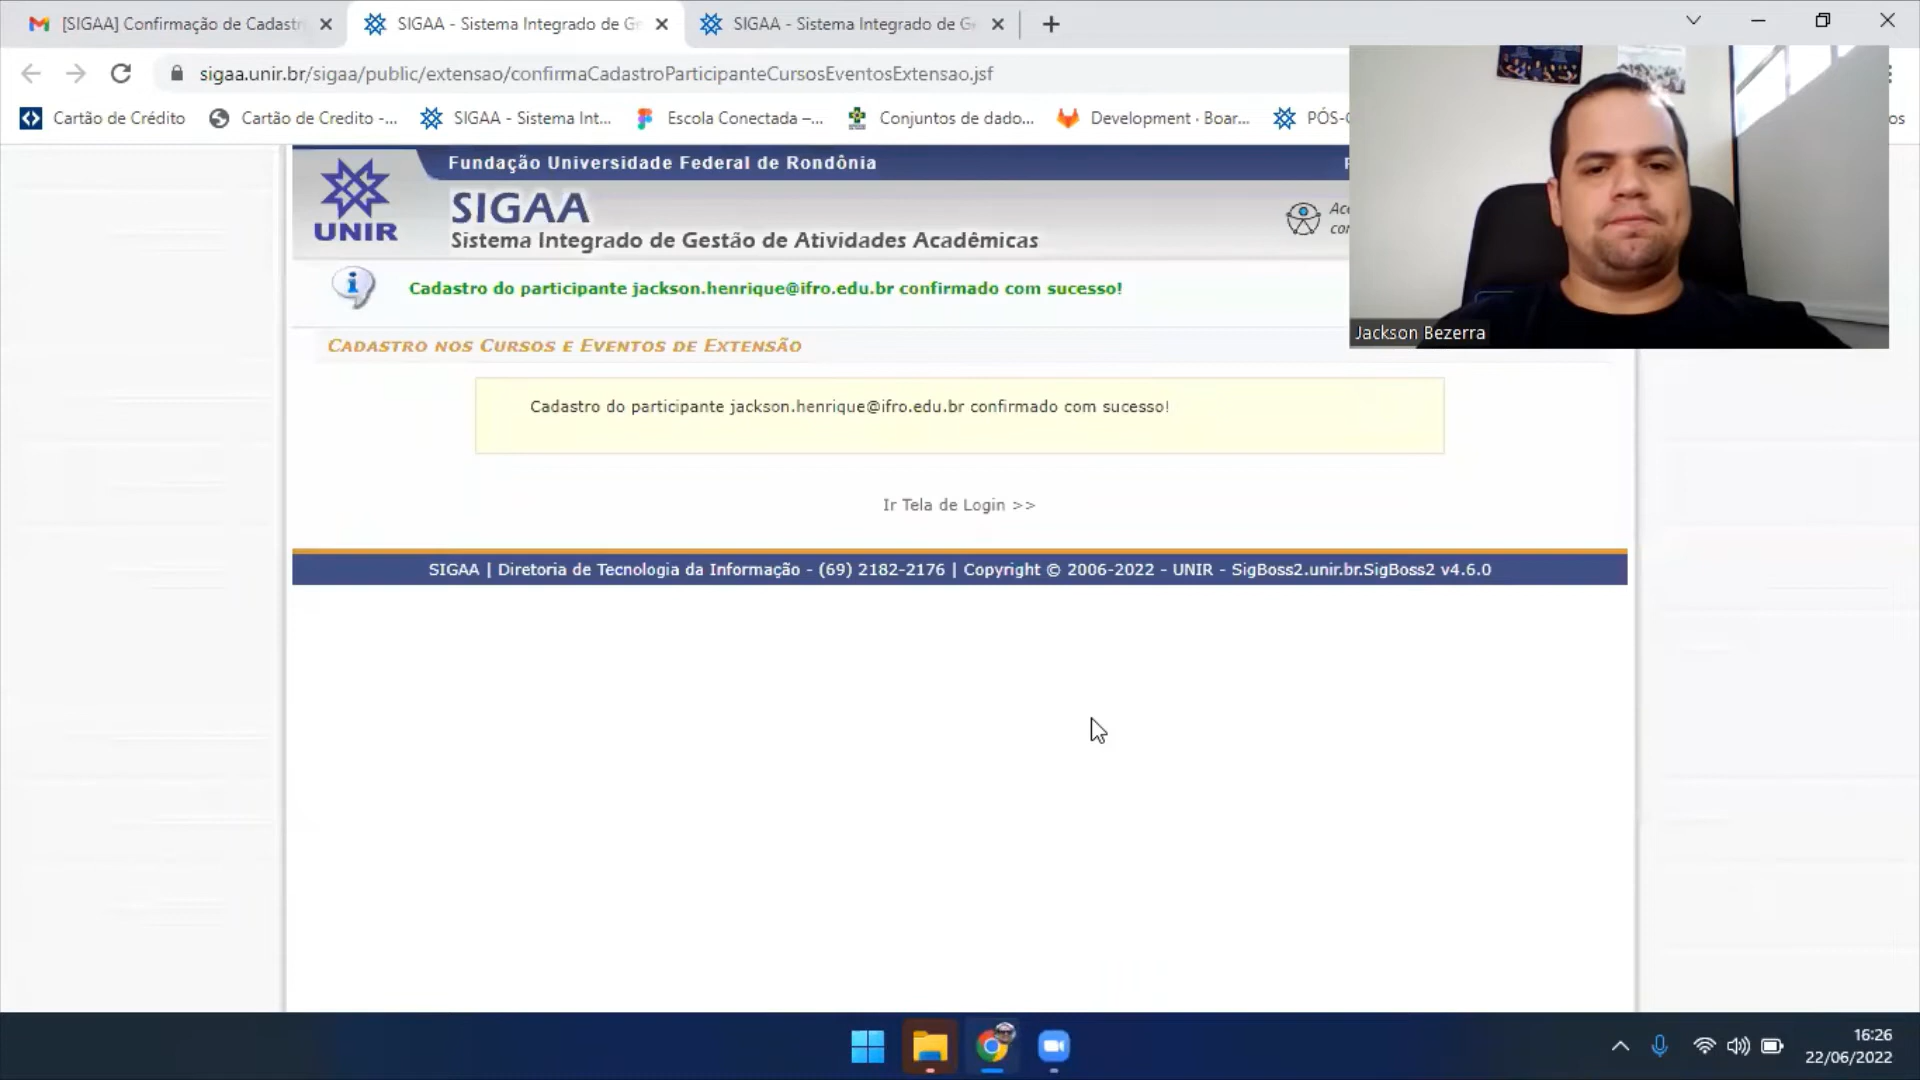 [SIGAA] Confirmação de Cadastr
SIGAA - Sistema Integrado de G
SIGAA - Sistema Integrado de G
sigaa.unir.br/sigaa/public/extensao/confirmaCadastroParticipanteCursosEventosExtensao.jsf
Cartão de Crédito
Cartão de Credito -...
SIGAA - Sistema Int...
Escola Conectada –...
Conjuntos de dado...
Development · Boar...
PÓS-
os
Fundação Universidade Federal de Rondônia
UNIR
SIGAA
Sistema Integrado de Gestão de Atividades Acadêmicas
Ace
Cadastro do participante jackson.henrique@ifro.edu.br confirmado com sucesso!
Jackson Bezerra
Cadastro nos Cursos e Eventos de Extensão
Cadastro do participante jackson.henrique@ifro.edu.br confirmado com sucesso!
Ir Tela de Login >>
SIGAA | Diretoria de Tecnologia da Informação - (69) 2182-2176 | Copyright © 2006-2022 - UNIR - SigBoss2.unir.br.SigBoss2 v4.6.0
16:26
22/06/2022